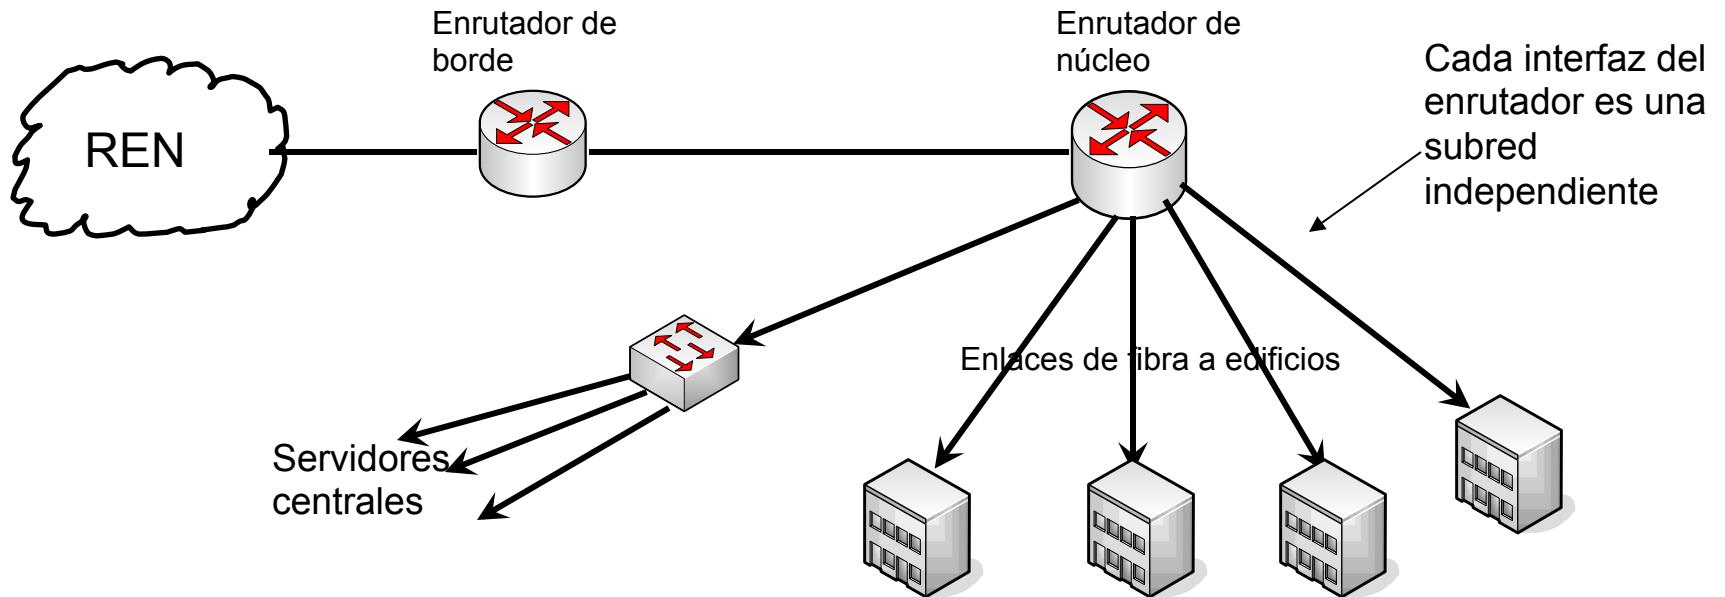 Enrutador de
borde
Enrutador de
núcleo
Cada interfaz del
enrutador es una
subred
independiente
REN
Enlaces de fibra a edificios
Servidores
centrales